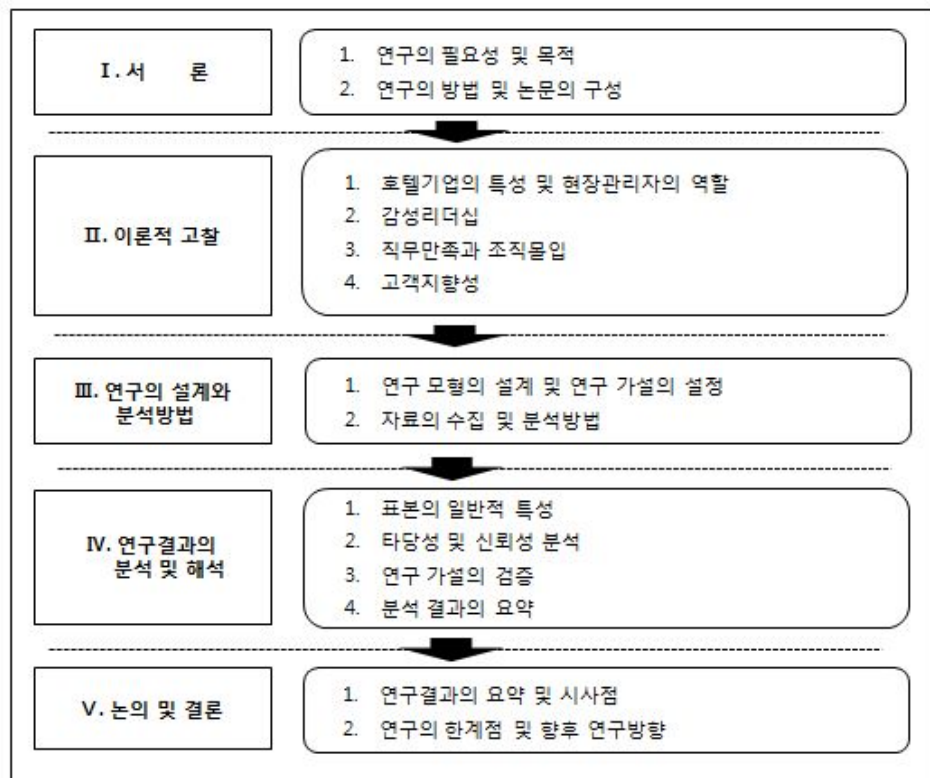 Ⅰ. 서 론
1. 연구의 필요성 및 목적
2. 연구의 방법 및 논문의 구성
Ⅱ. 이론적 고찰
1. 호텔기업의 특성 및 현장관리자의 역할
2. 감성리더십
3. 직무만족과 조직몰입
4. 고객지향성
Ⅲ. 연구의 설계와
분석방법
1. 연구 모형의 설계 및 연구 가설의 설정
2. 자료의 수집 및 분석방법
Ⅳ. 연구결과의
분석 및 해석
1. 표본의 일반적 특성
2. 타당성 및 신뢰성 분석
3. 연구 가설의 검증
4. 분석 결과의 요약
Ⅴ. 논의 및 결론
1. 연구결과의 요약 및 시사점
2. 연구의 한계점 및 향후 연구방향